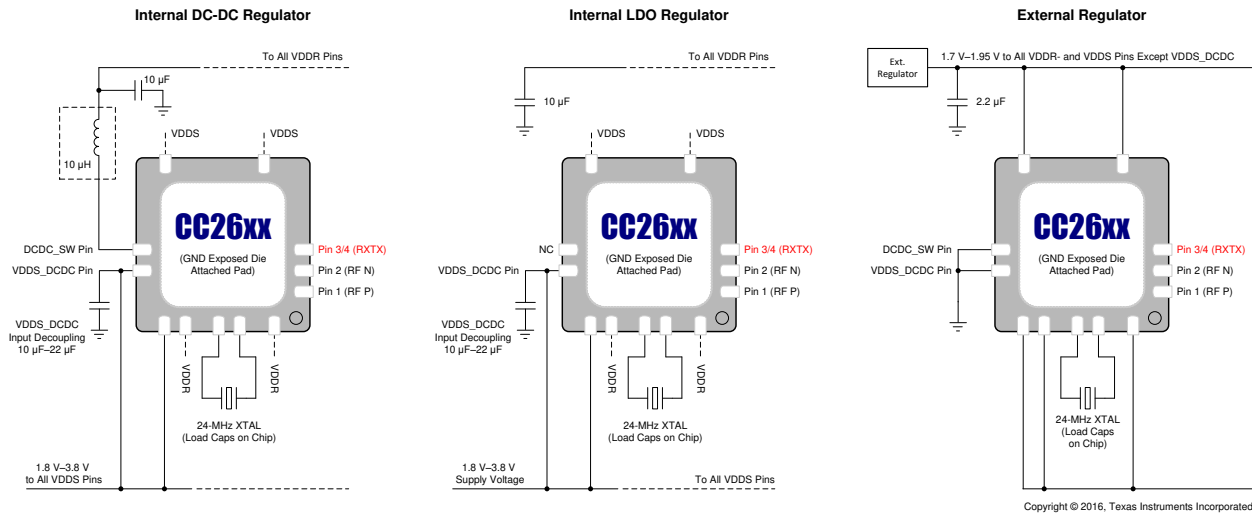 Internal DC-DC Regulator
To All VDDR Pins
10 µF
10 µH
VDDS
VDDS
CC26xx
(GND Exposed Die
Attached Pad)
DCDC_SW Pin
VDDS_DCDC Pin
Pin 3/4 (RXTX)
Pin 2 (RF N)
Pin 1 (RF P)
VDDS_DCDC
Input Decoupling
10 µF–22 µF
VDDR
VDDR
24-MHz XTAL
(Load Caps on Chip)
1.8 V–3.8 V
to All VDDS Pins
Internal LDO Regulator
To All VDDR Pins
10 µF
VDDS
VDDS
CC26xx
(GND Exposed Die
Attached Pad)
NC
VDDS_DCDC Pin
Pin 3/4 (RXTX)
Pin 2 (RF N)
Pin 1 (RF P)
VDDS_DCDC
Input Decoupling
10 µF–22 µF
VDDR
VDDR
24-MHz XTAL
(Load Caps on Chip)
1.8 V–3.8 V
Supply Voltage
To All VDDS Pins
External Regulator
Ext.
Regulator
1.7 V–1.95 V to All VDDR- and VDDS Pins Except VDDS_DCDC
2.2 µF
CC26xx
(GND Exposed Die
Attached Pad)
DCDC_SW Pin
VDDS_DCDC Pin
Pin 3/4 (RXTX)
Pin 2 (RF N)
Pin 1 (RF P)
24-MHz XTAL
(Load Caps
on Chip)
Copyright © 2016, Texas Instruments Incorporated